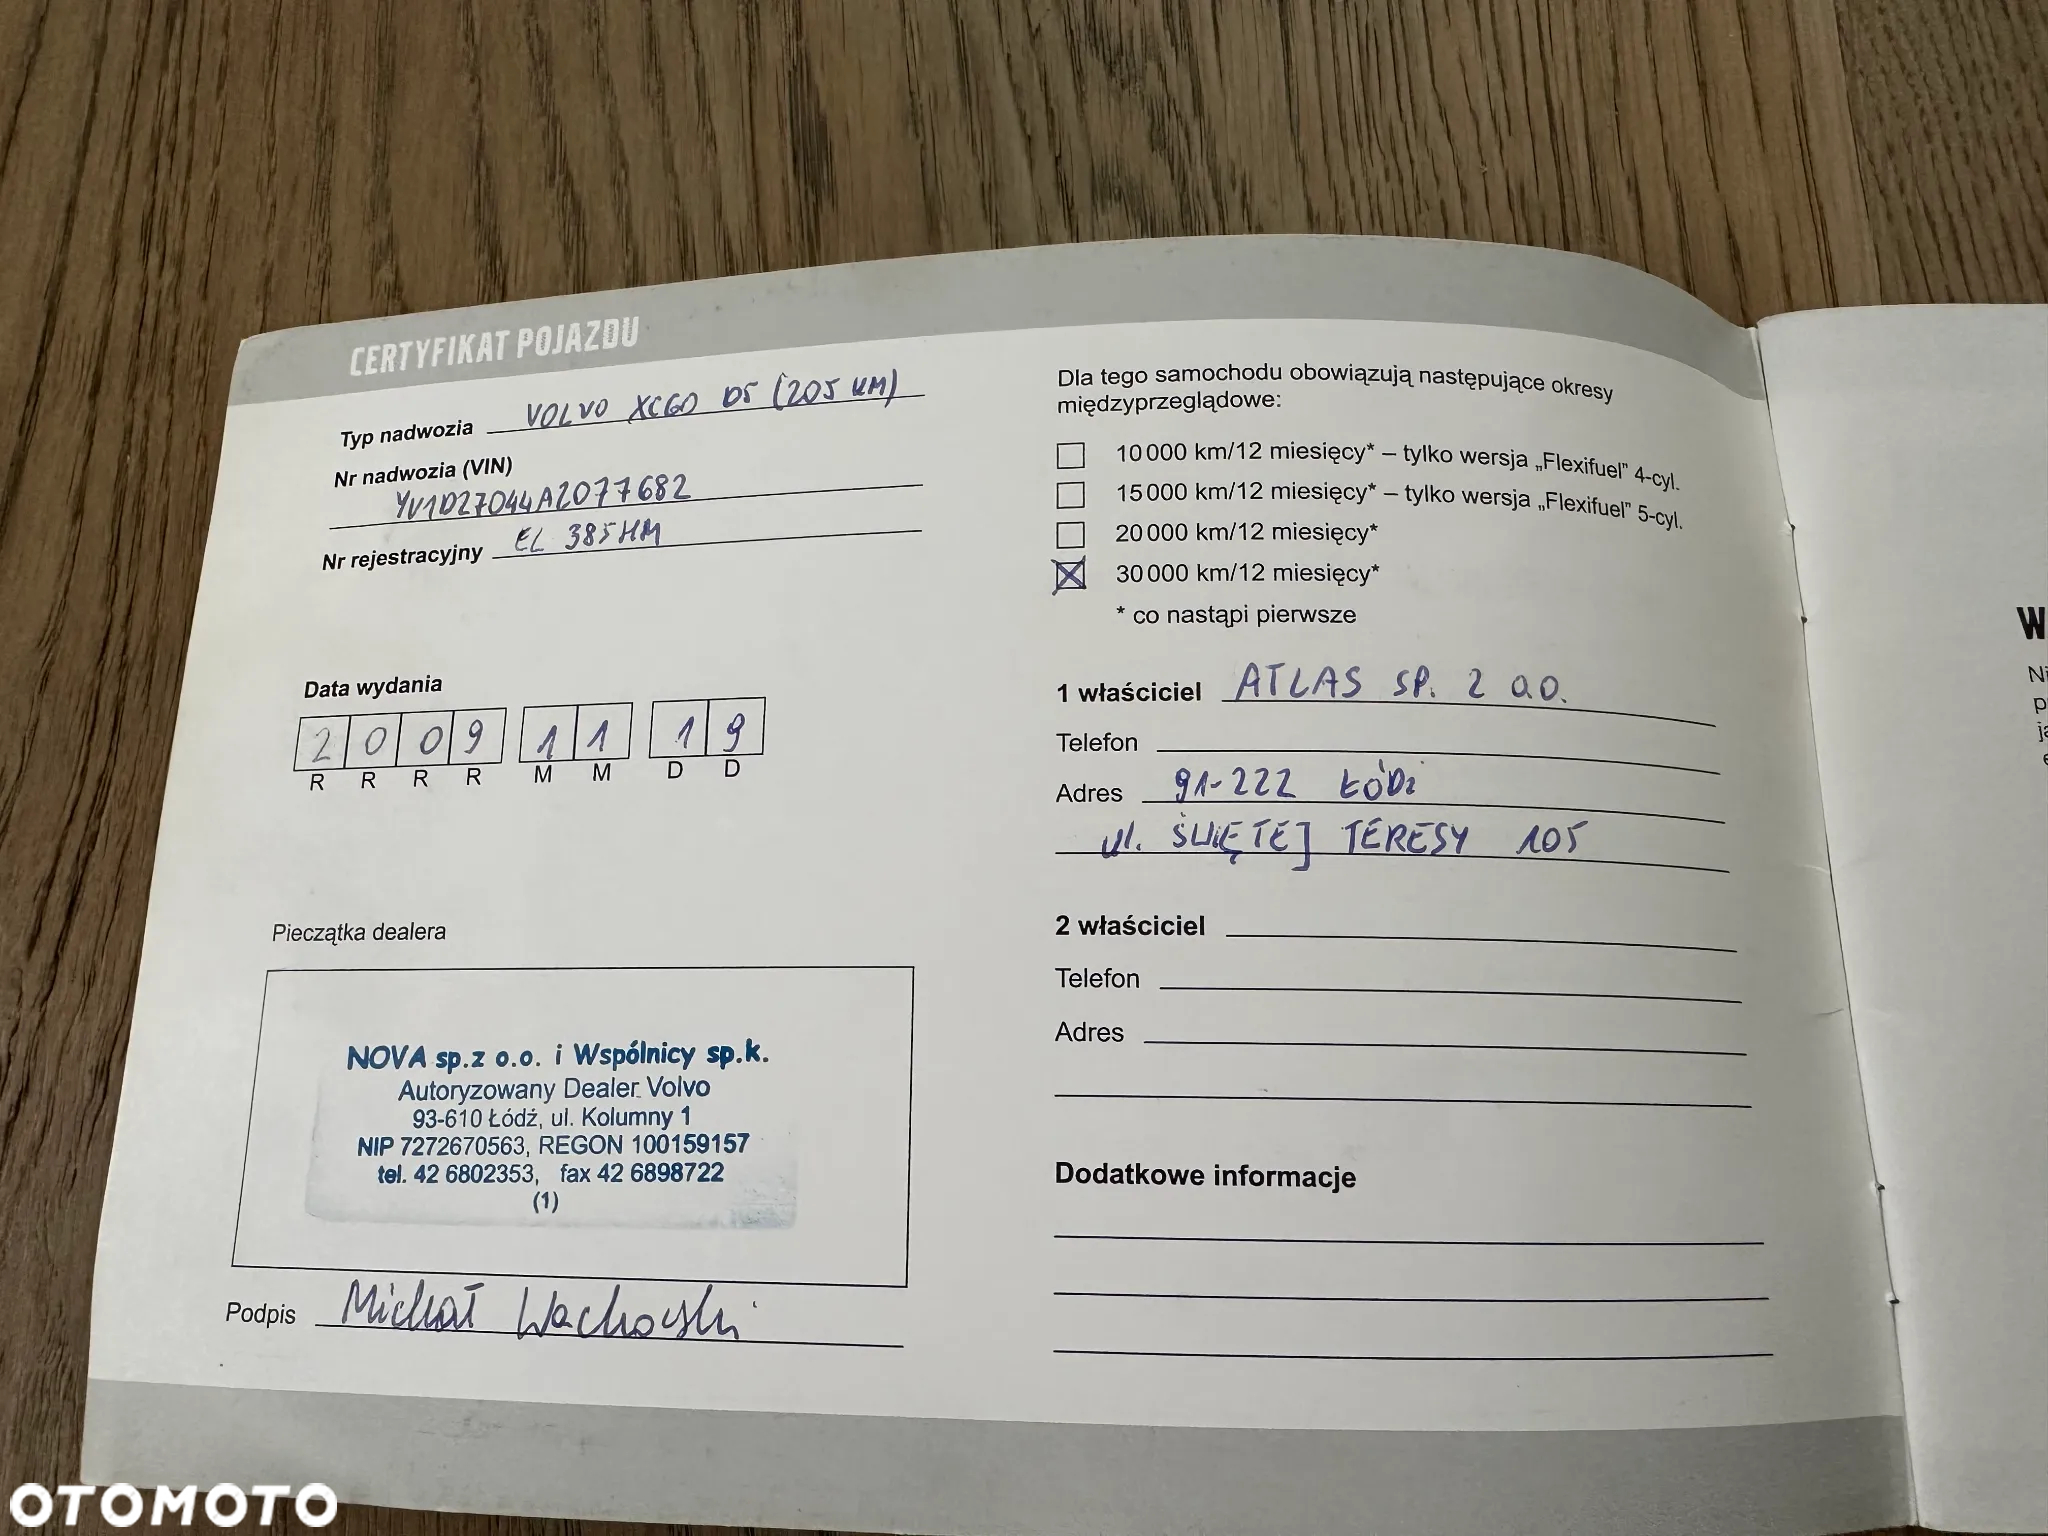 CERTYFIKAT POJAZDU
Typ nadwozia VOLVO XC60 D5 (205 KM)
Nr nadwozia (VIN)
YV1DZ7044A2077682
Nr rejestracyjny EL 385HM
Data wydania
2009 11 19
R R R R M M D D
Pieczątka dealera
NOVA sp.z o.o. i Wspólnicy sp.k.
Autoryzowany Dealer Volvo
93-610 Łódź, ul. Kolumny 1
NIP 7272670563, REGON 100159157
tel. 42 6802353, fax 42 6898722
(1)
Podpis Michał
Dla tego samochodu obowiązują następujące okresy
międzyprzeglądowe:
10 000 km/12 miesięcy* – tylko wersja „Flexifuel” 4-cyl.
15 000 km/12 miesięcy* – tylko wersja „Flexifuel” 5-cyl.
20 000 km/12 miesięcy*
30 000 km/12 miesięcy*
* co nastąpi pierwsze
1 właściciel ATLAS SP. Z O.O.
Telefon
Adres 91-222 ŁÓDŹ
ul. ŚWIĘTEJ TERESY 105
2 właściciel
Telefon
Adres
Dodatkowe informacje
OTOMOTO